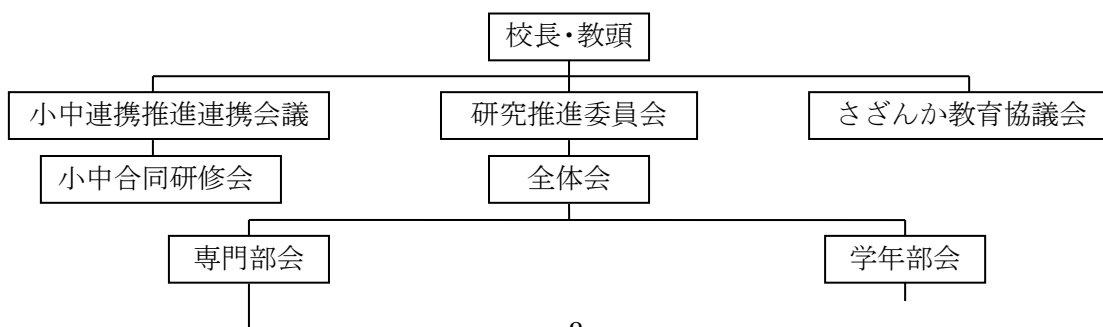 校長・教頭
小中連携推進連携会議
研究推進委員会
さざんか教育協議会
小中合同研修会
全体会
専門部会
学年部会